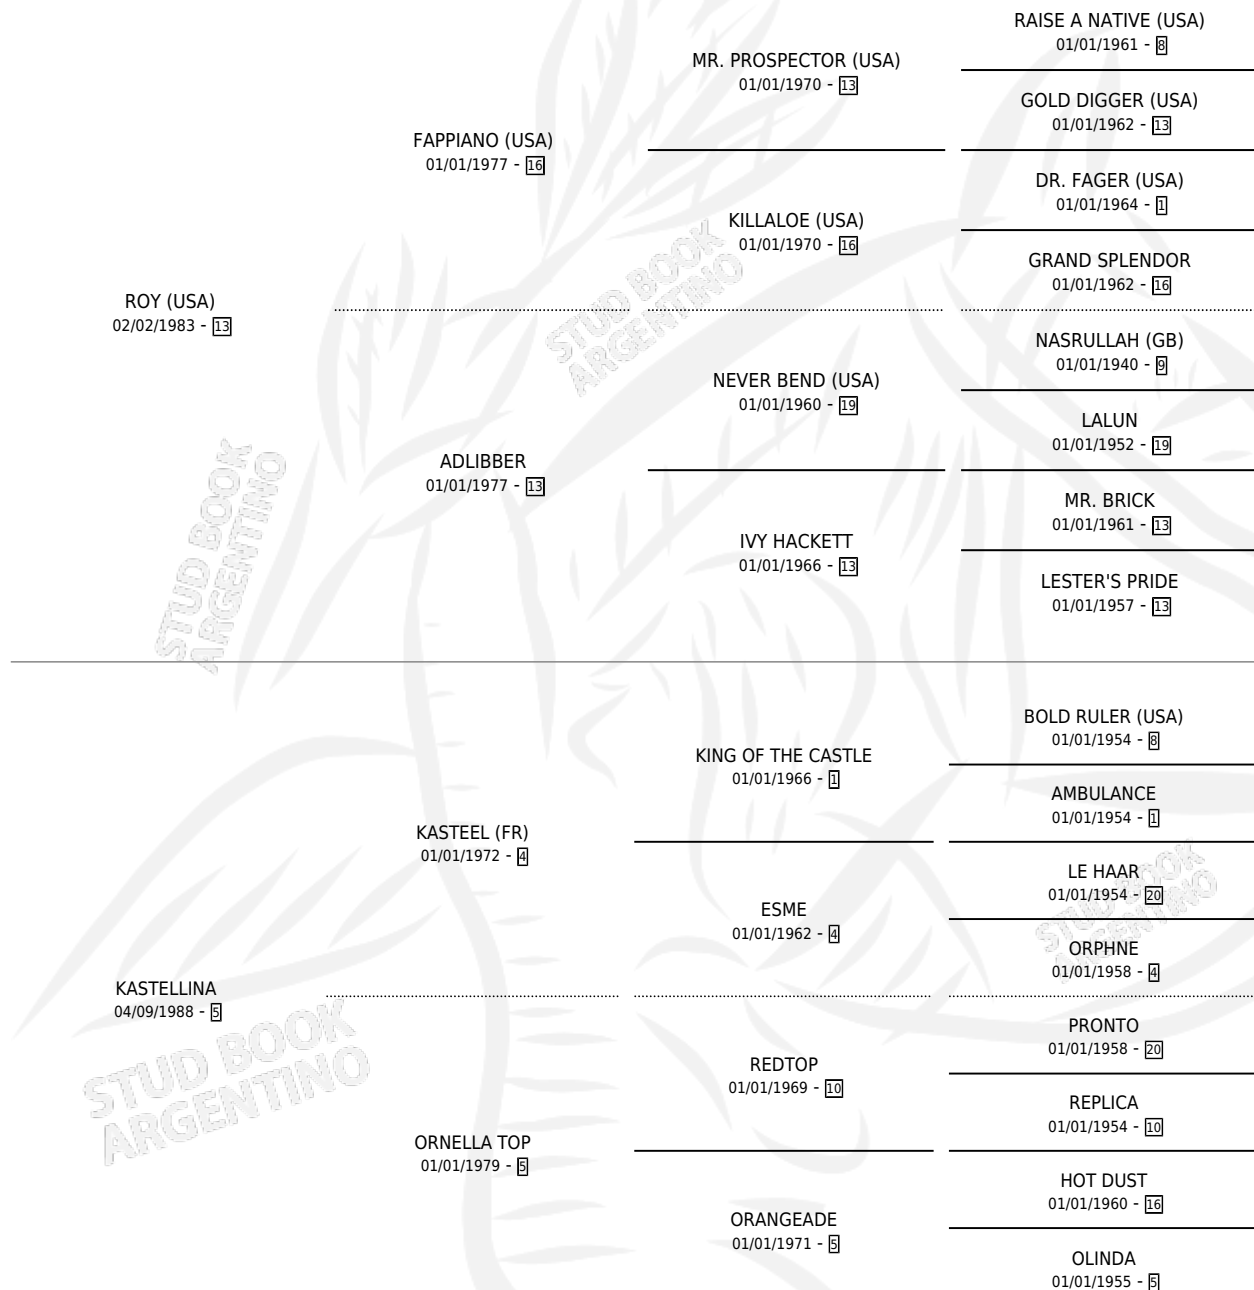 RAISE A NATIVE (USA)
01/01/1961 - 8
MR. PROSPECTOR (USA)
01/01/1970 - 13
GOLD DIGGER (USA)
01/01/1962 - 13
FAPPIANO (USA)
01/01/1977 - 16
DR. FAGER (USA)
01/01/1964 - 1
KILLALOE (USA)
01/01/1970 - 16
GRAND SPLENDOR
01/01/1962 - 16
ROY (USA)
02/02/1983 - 13
NASRULLAH (GB)
01/01/1940 - 9
NEVER BEND (USA)
01/01/1960 - 19
LALUN
01/01/1952 - 19
ADLIBBER
01/01/1977 - 13
MR. BRICK
01/01/1961 - 13
IVY HACKETT
01/01/1966 - 13
LESTER'S PRIDE
01/01/1957 - 13
BOLD RULER (USA)
01/01/1954 - 8
KING OF THE CASTLE
01/01/1966 - 1
AMBULANCE
01/01/1954 - 1
KASTEEL (FR)
01/01/1972 - 4
LE HAAR
01/01/1954 - 20
ESME
01/01/1962 - 4
ORPHNE
01/01/1958 - 4
KASTELLINA
04/09/1988 - 5
PRONTO
01/01/1958 - 20
REDTOP
01/01/1969 - 10
REPLICA
01/01/1954 - 10
ORNELLA TOP
01/01/1979 - 5
HOT DUST
01/01/1960 - 16
ORANGEADE
01/01/1971 - 5
OLINDA
01/01/1955 - 5
STUD BOOK
ARGENTINO
STUD BOOK
ARGENTINO
STUD BOOK
ARGENTINO
STUD BOOK
ARGENTINO